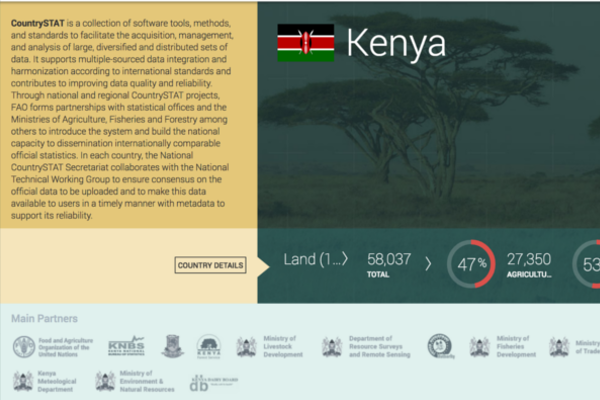 CountrySTAT is a collection of software tools, methods,
and standards to facilitate the acquisition, management,
and analysis of large, diversified and distributed sets of
data. It supports multiple-sourced data integration and
harmonization according to international standards and
contributes to improving data quality and reliability.
Through national and regional CountrySTAT projects,
FAO forms partnerships with statistical offices and the
Ministries of Agriculture, Fisheries and Forestry among
others to introduce the system and build the national
capacity to dissemination internationally comparable
official statistics. In each country, the National
CountrySTAT Secretariat collaborates with the National
Technical Working Group to ensure consensus on the
official data to be uploaded and to make this data
available to users in a timely manner with metadata to
support its reliability.
Kenya
COUNTRY DETAILS
Land (1...
58,037
TOTAL
47%
27,350
AGRICULTU...
53
Main Partners
Food and Agriculture
Organization of the
United Nations
KNBS
KENYA
Ministry of
Livestock
Development
Department of
Resource Surveys
and Remote Sensing
Ministry of
Fisheries
Development
Ministry
of Trade
Kenya
Meteological
Department
Ministry of
Environment &
Natural Resources
db
KENYA DAIRY BOARD